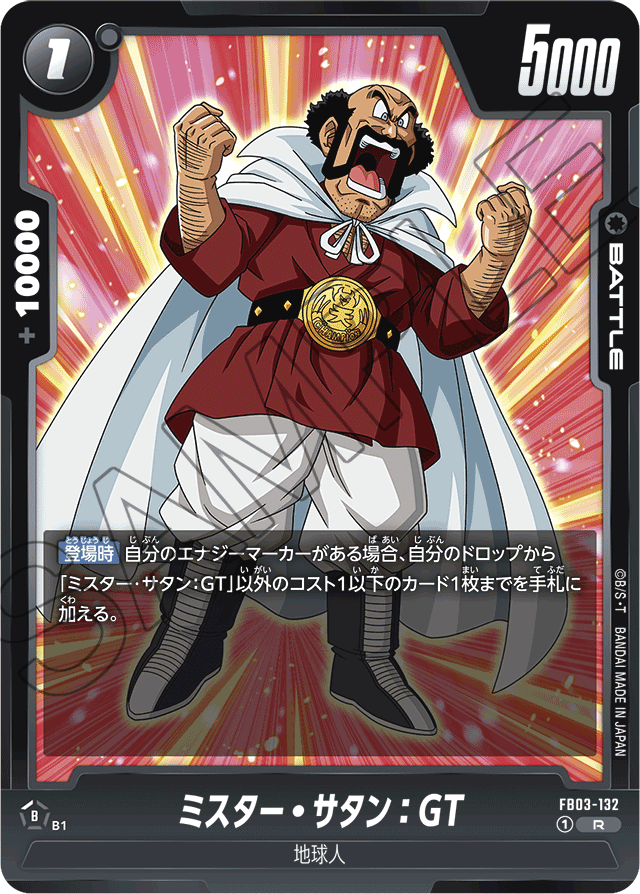 1
5000
+ 10000
BATTLE
CHAMPION
SAMPLE
登場時 自分のエナジーマーカーがある場合、自分のドロップから
「ミスター・サタン:GT」以外のコスト1以下のカード1枚までを手札に
加える。
©B/S・T BANDAI MADE IN JAPAN
B B1
ミスター・サタン:GT
FB03-132
1 R
地球人